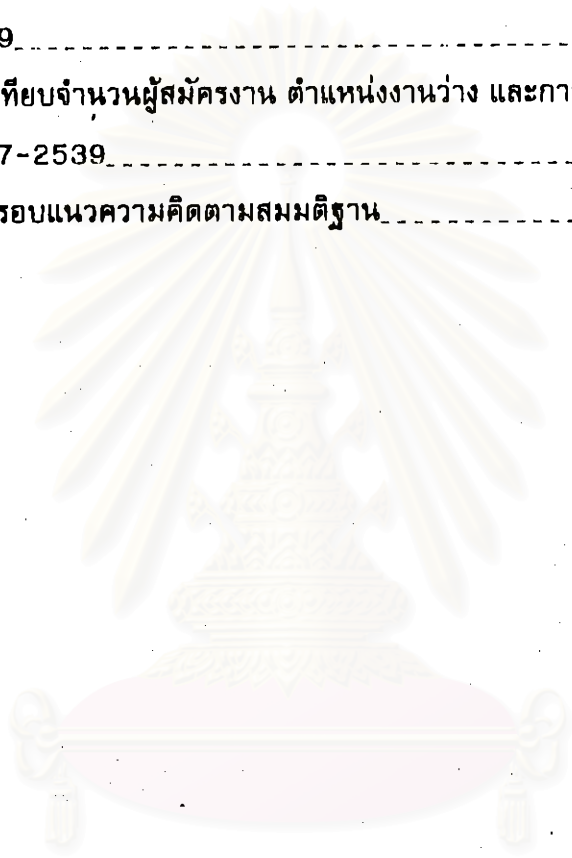 9
ทียบจำนวนผู้สมัครงาน ตำแหน่งงานว่าง และกา
7-2539
รอบแนวความคิดตามสมมติฐาน